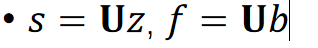 • s = Uz, f = Ub